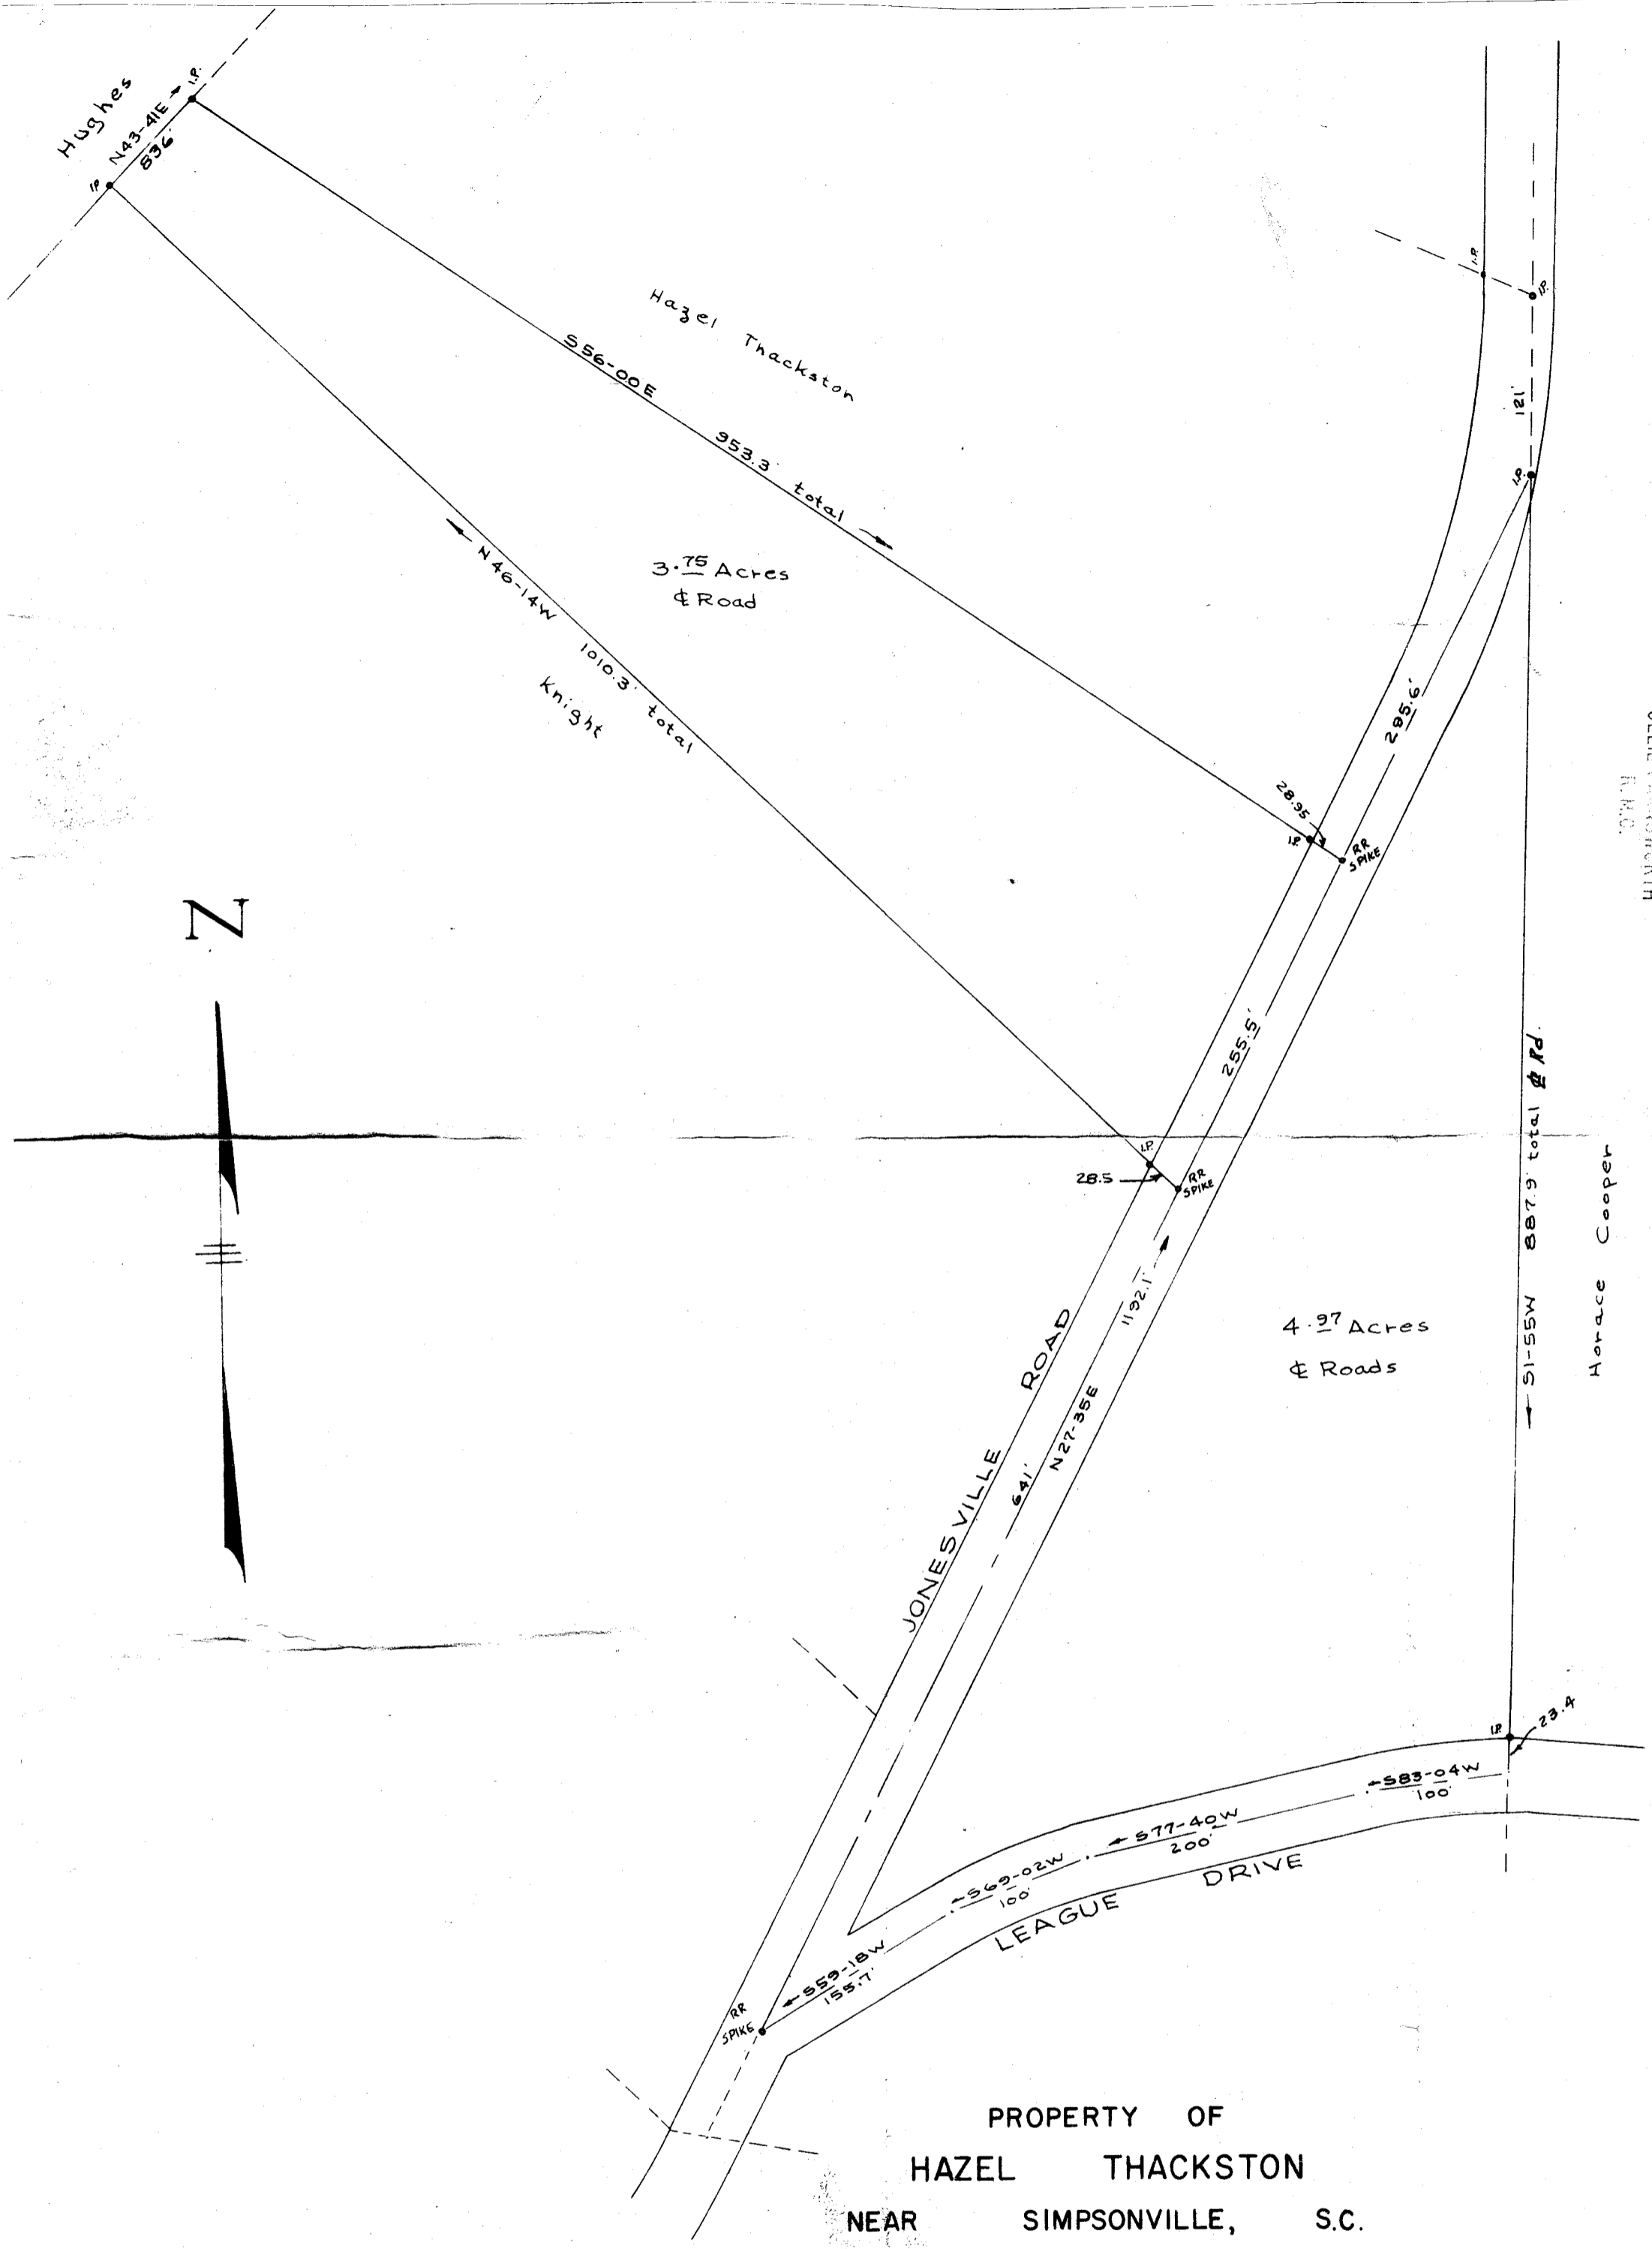 Hughes
N43-41E
I.P.
836'
I.P.
Hazel Thackston
S56-00E 953.3' total
3.75 Acres
℄ Road
N46-14W 1010.3' total
Knight
I.P.
I.P.
121'
I.P.
295.6'
28.95
I.P.
RR
SPIKE
N
255.5'
I.P.
28.5
RR
SPIKE
1192.1'
S1-55W 887.9' total ℄ Rd.
Horace Cooper
4.97 Acres
℄ Roads
JONESVILLE ROAD
641'
N27-35E
I.P.
23.4
S83-04W
100'
S77-40W
200'
S69-02W
100'
S59-18W
155.7'
LEAGUE DRIVE
RR
SPIKE
PROPERTY OF
HAZEL THACKSTON
NEAR SIMPSONVILLE, S.C.
R.M.C.